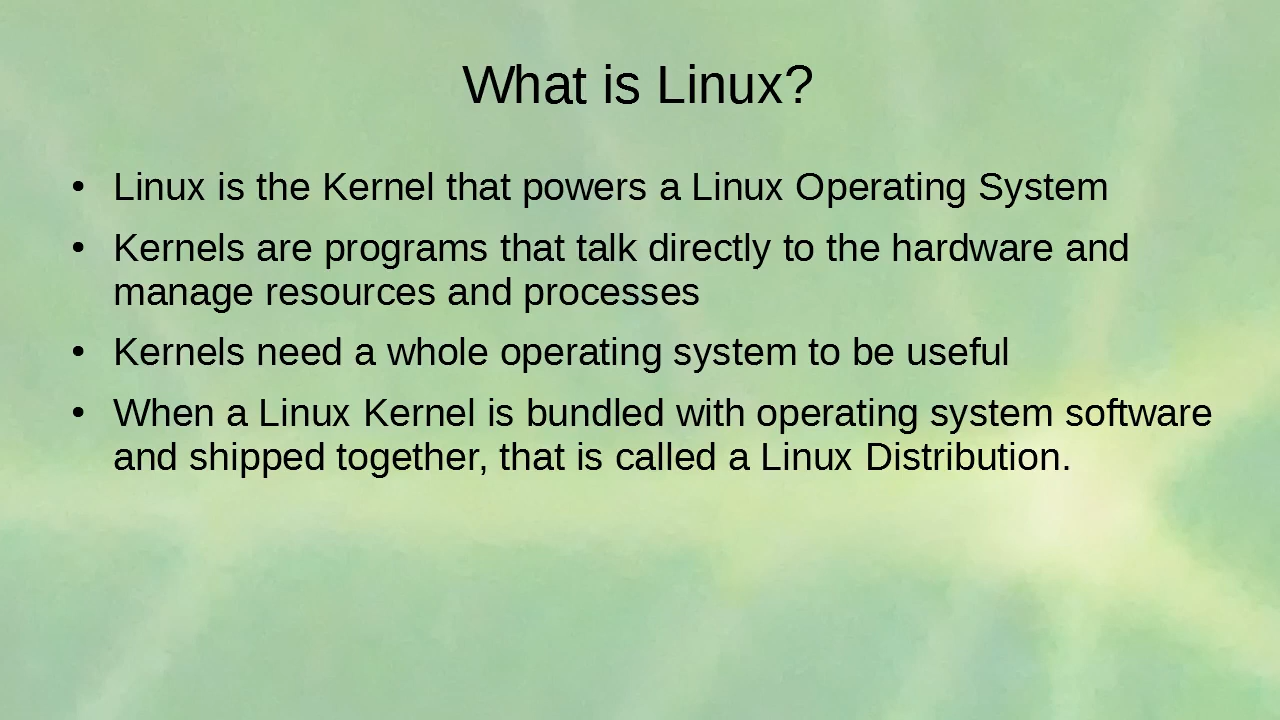 What is Linux?
• Linux is the Kernel that powers a Linux Operating System
• Kernels are programs that talk directly to the hardware and
manage resources and processes
• Kernels need a whole operating system to be useful
• When a Linux Kernel is bundled with operating system software
and shipped together, that is called a Linux Distribution.